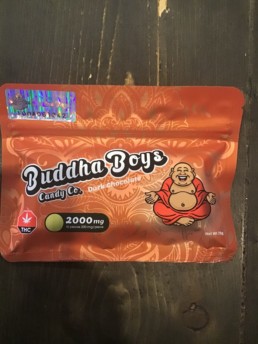 Buddha Boys
Candy Co.
Dark Chocolate
2000mg
THC